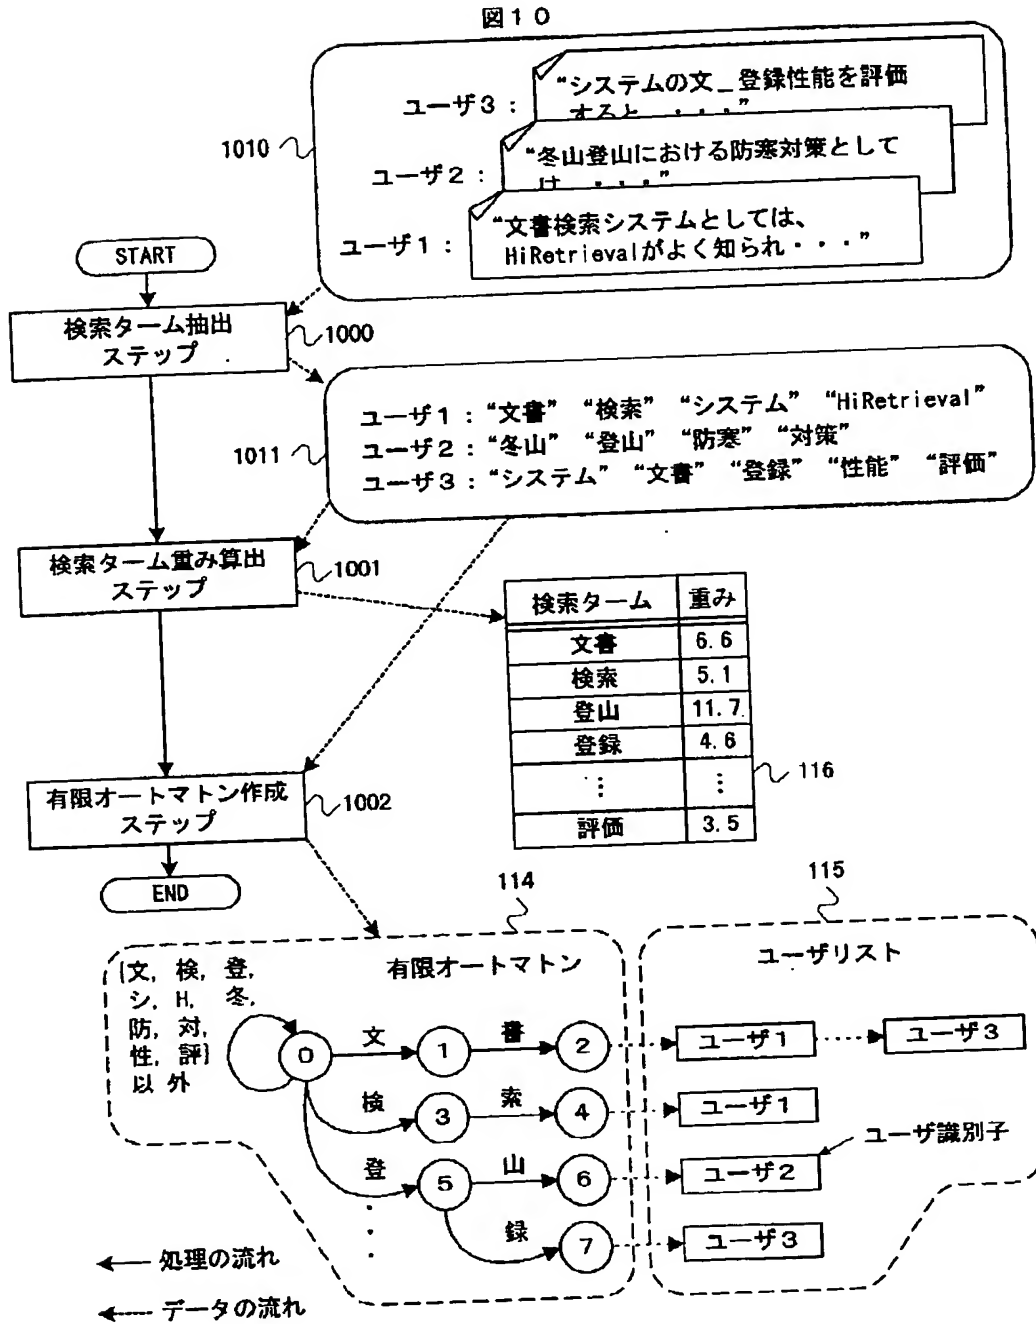 図１０
ユーザ３：
“システムの文_登録性能を評価
すると ・・・・”
ユーザ２：
“冬山登山における防寒対策として
は ・・・・”
ユーザ１：
“文書検索システムとしては、
HiRetrievalがよく知られ・・・”
1010
START
検索ターム抽出
ステップ
1000
ユーザ１：“文書” “検索” “システム” “HiRetrieval”
ユーザ２：“冬山” “登山” “防寒” “対策”
ユーザ３：“システム” “文書” “登録” “性能” “評価”
1011
検索ターム重み算出
ステップ
1001
検索ターム 重み
文書 6.6
検索 5.1
登山 11.7
登録 4.6
⋮ ⋮
評価 3.5
116
有限オートマトン作成
ステップ
1002
END
114
115
{文, 検, 登,
シ, H, 冬,
防, 対,
性, 評}
以外
有限オートマトン
ユーザリスト
0 文 1 書 2 ユーザ１ ユーザ３
検 3 索 4 ユーザ１
ユーザ識別子
登 5 山 6 ユーザ２
録 7 ユーザ３
処理の流れ
データの流れ